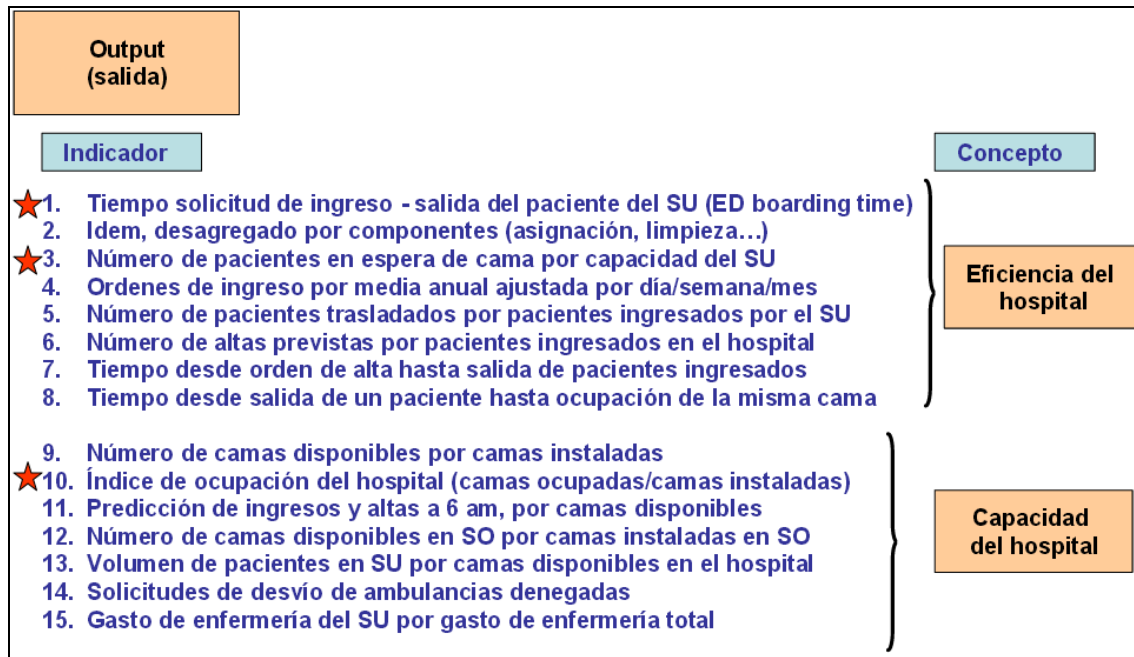 Output
(salida)
Indicador
Concepto
1. Tiempo solicitud de ingreso - salida del paciente del SU (ED boarding time)
2. Idem, desagregado por componentes (asignación, limpieza…)
3. Número de pacientes en espera de cama por capacidad del SU
4. Ordenes de ingreso por media anual ajustada por día/semana/mes
5. Número de pacientes trasladados por pacientes ingresados por el SU
6. Número de altas previstas por pacientes ingresados en el hospital
7. Tiempo desde orden de alta hasta salida de pacientes ingresados
8. Tiempo desde salida de un paciente hasta ocupación de la misma cama
Eficiencia del
hospital
9. Número de camas disponibles por camas instaladas
10. Índice de ocupación del hospital (camas ocupadas/camas instaladas)
11. Predicción de ingresos y altas a 6 am, por camas disponibles
12. Número de camas disponibles en SO por camas instaladas en SO
13. Volumen de pacientes en SU por camas disponibles en el hospital
14. Solicitudes de desvío de ambulancias denegadas
15. Gasto de enfermería del SU por gasto de enfermería total
Capacidad
del hospital